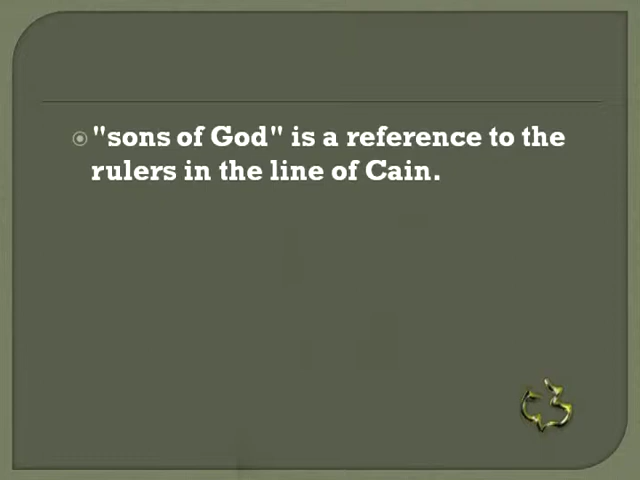 "sons of God" is a reference to the
rulers in the line of Cain.